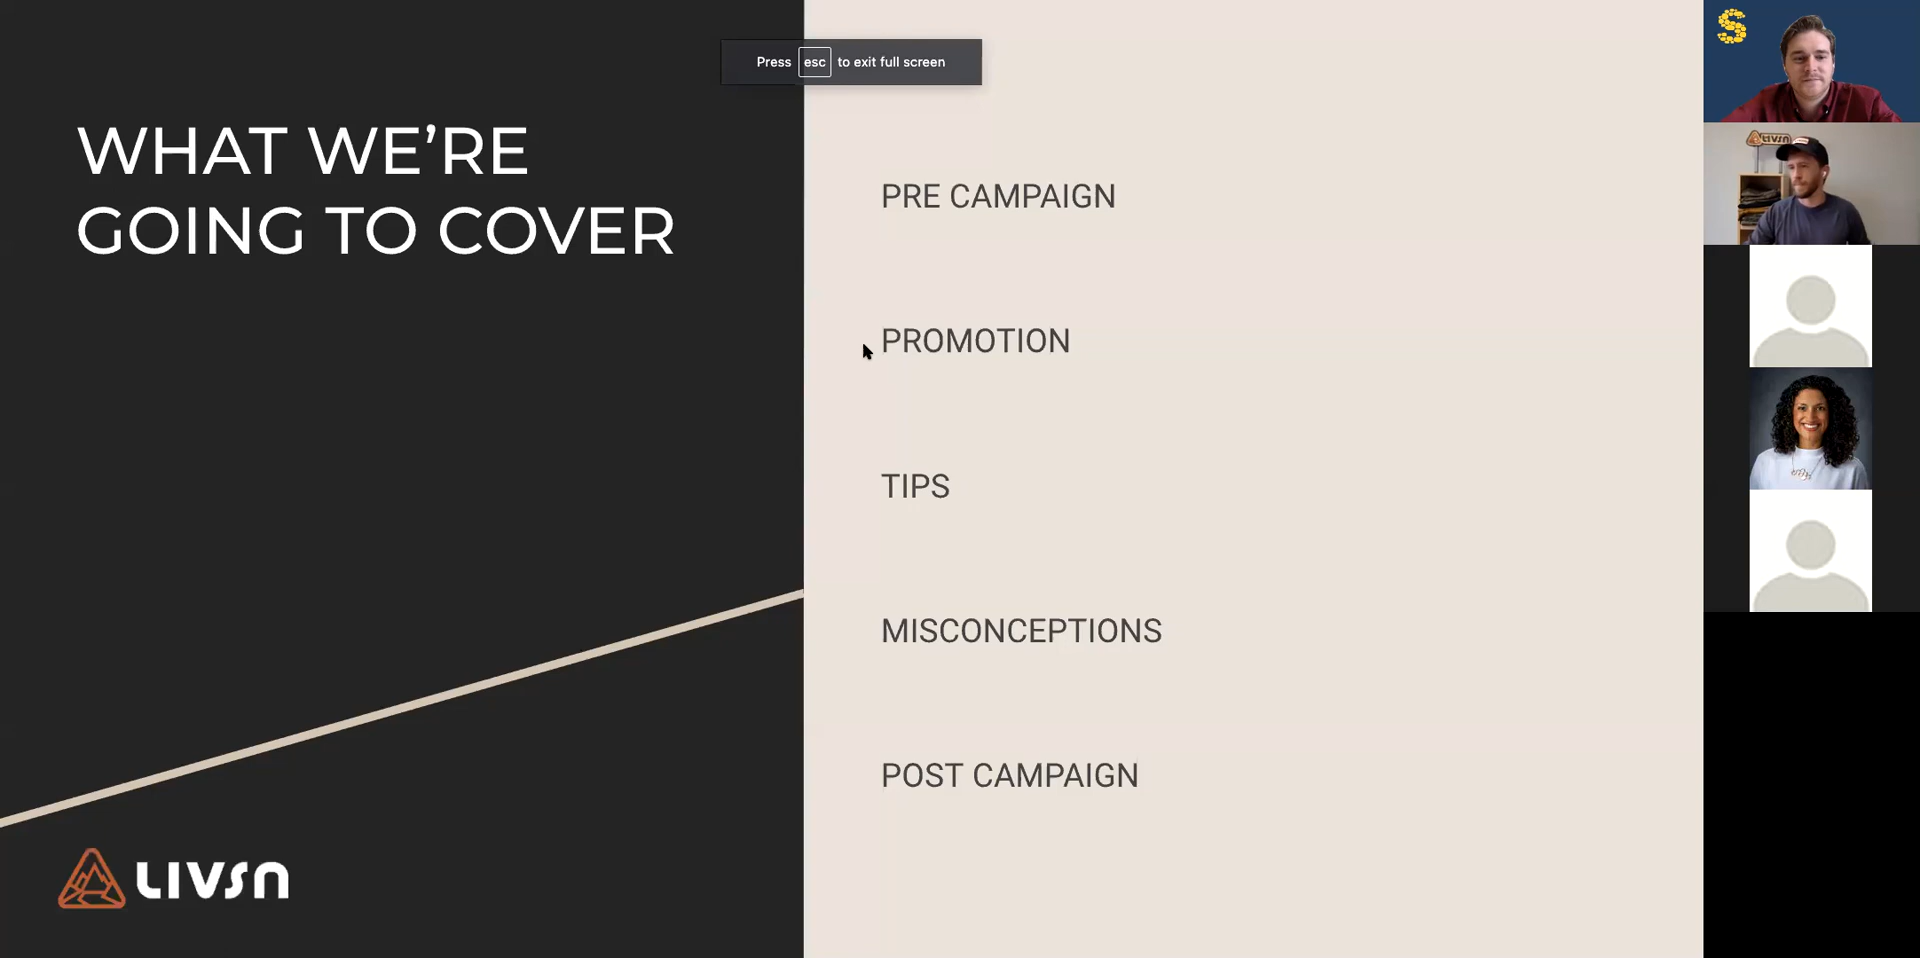 Press esc to exit full screen
WHAT WE’RE
GOING TO COVER
PRE CAMPAIGN
PROMOTION
TIPS
MISCONCEPTIONS
POST CAMPAIGN
LIVSN
S
LIVSN